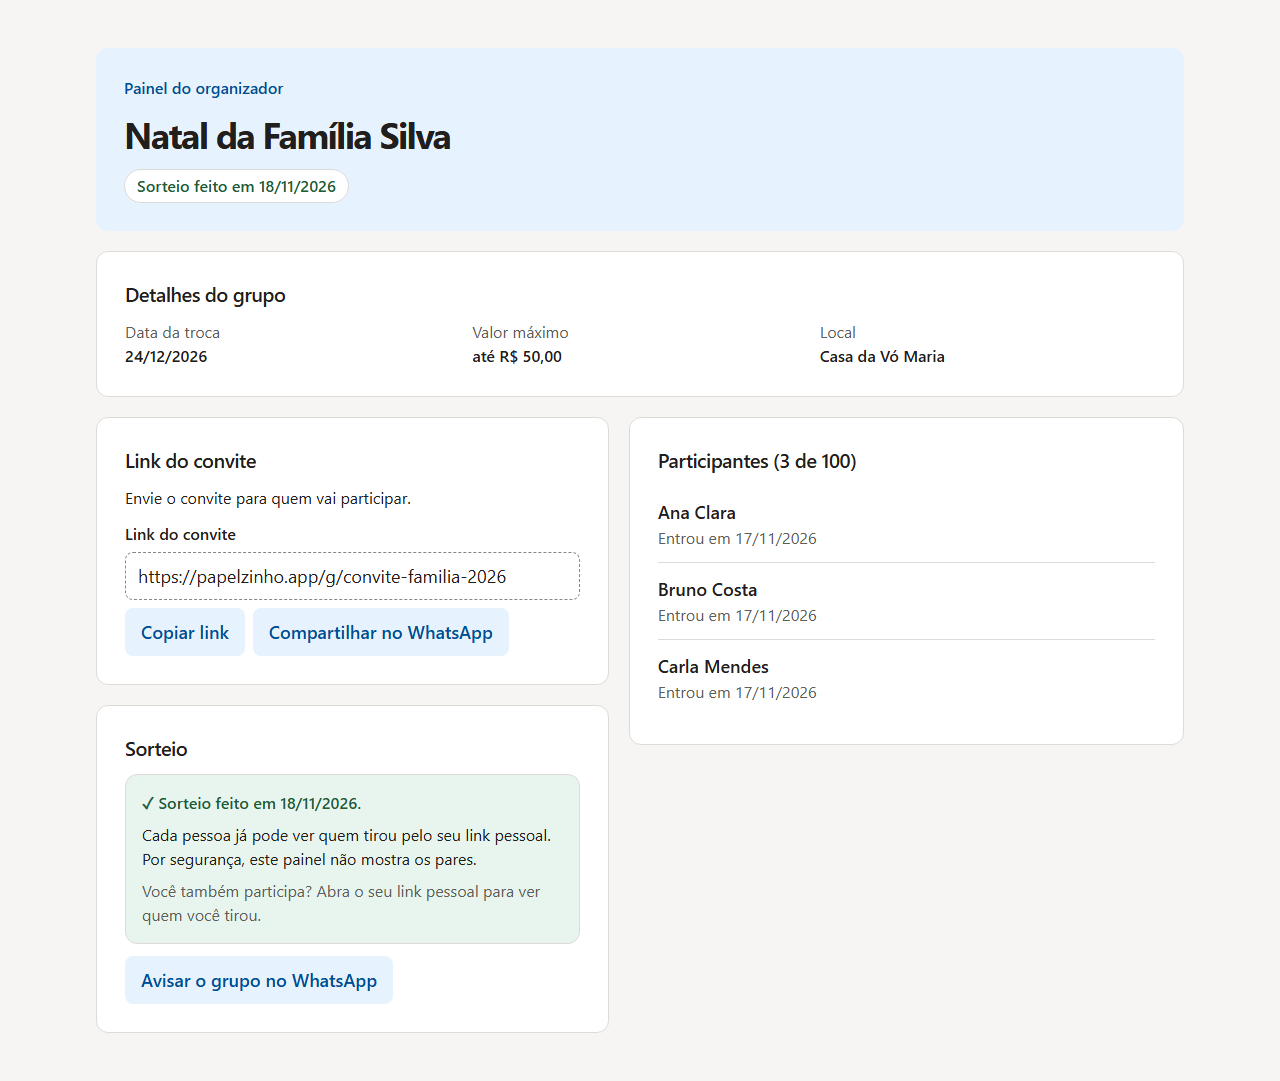 Painel do organizador
Natal da Família Silva
Sorteio feito em 18/11/2026
Detalhes do grupo
Data da troca
24/12/2026
Valor máximo
até R$ 50,00
Local
Casa da Vó Maria
Link do convite
Envie o convite para quem vai participar.
Link do convite
https://papelzinho.app/g/convite-familia-2026
Copiar link
Compartilhar no WhatsApp
Sorteio
✓ Sorteio feito em 18/11/2026.
Cada pessoa já pode ver quem tirou pelo seu link pessoal.
Por segurança, este painel não mostra os pares.
Você também participa? Abra o seu link pessoal para ver
quem você tirou.
Avisar o grupo no WhatsApp
Participantes (3 de 100)
Ana Clara
Entrou em 17/11/2026
Bruno Costa
Entrou em 17/11/2026
Carla Mendes
Entrou em 17/11/2026